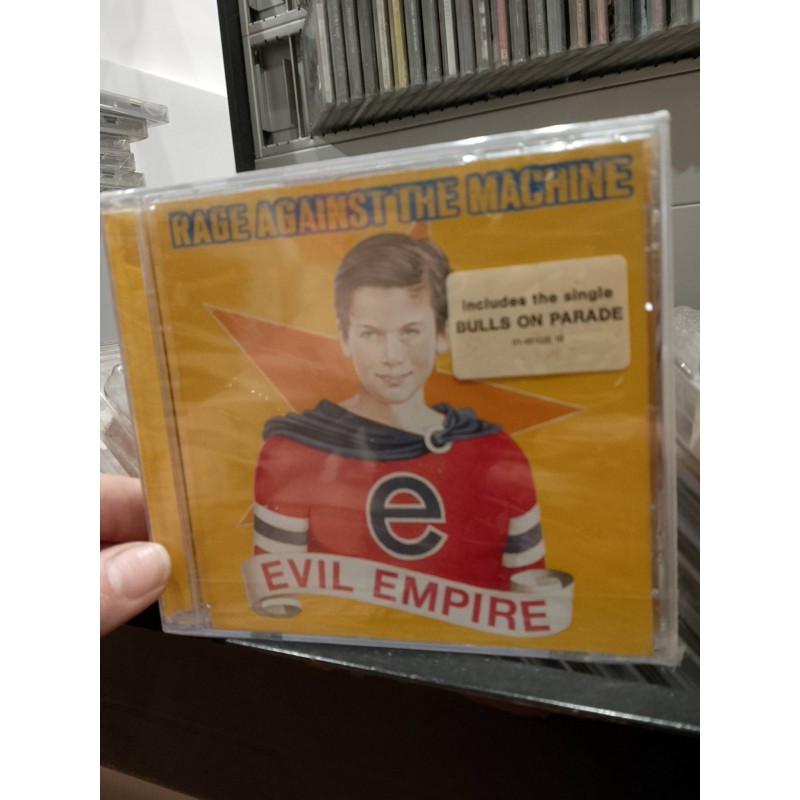 RAGE AGAINST THE MACHINE
includes the single
BULLS ON PARADE
e
EVIL EMPIRE